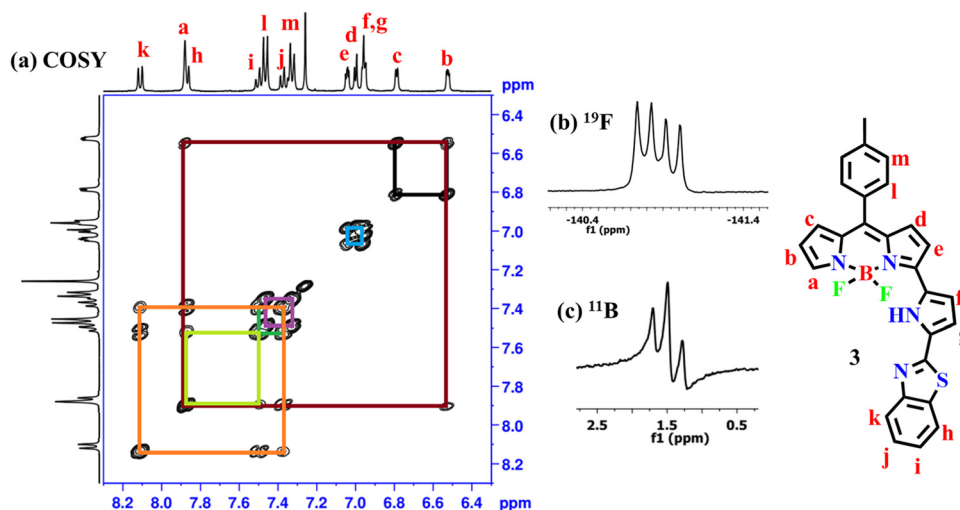 (a) COSY
k
a
h
i
l
j
m
e
d
f,g
c
b
ppm
6.4
6.6
6.8
7.0
7.2
7.4
7.6
7.8
8.0
8.2
8.2 8.0 7.8 7.6 7.4 7.2 7.0 6.8 6.6 ppm
(b) ¹⁹F
-140.4 -141.4
f1 (ppm)
(c) ¹¹B
2.5 1.5 0.5
f1 (ppm)
m
l
c
d
b
e
a
N B N
F F
f
HN
3
N S
k
h
j
i